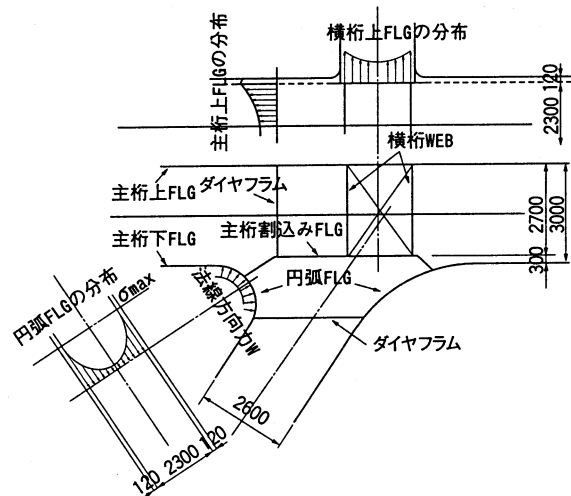 横桁上FLGの分布
主桁上FLGの分布
120
2300
横桁WEB
主桁上FLG
ダイヤフラム
主桁割込みFLG
主桁下FLG
2700
3000
300
円弧FLG
法線方向力W
σmax
円弧FLGの分布
ダイヤフラム
2600
120
2300
120